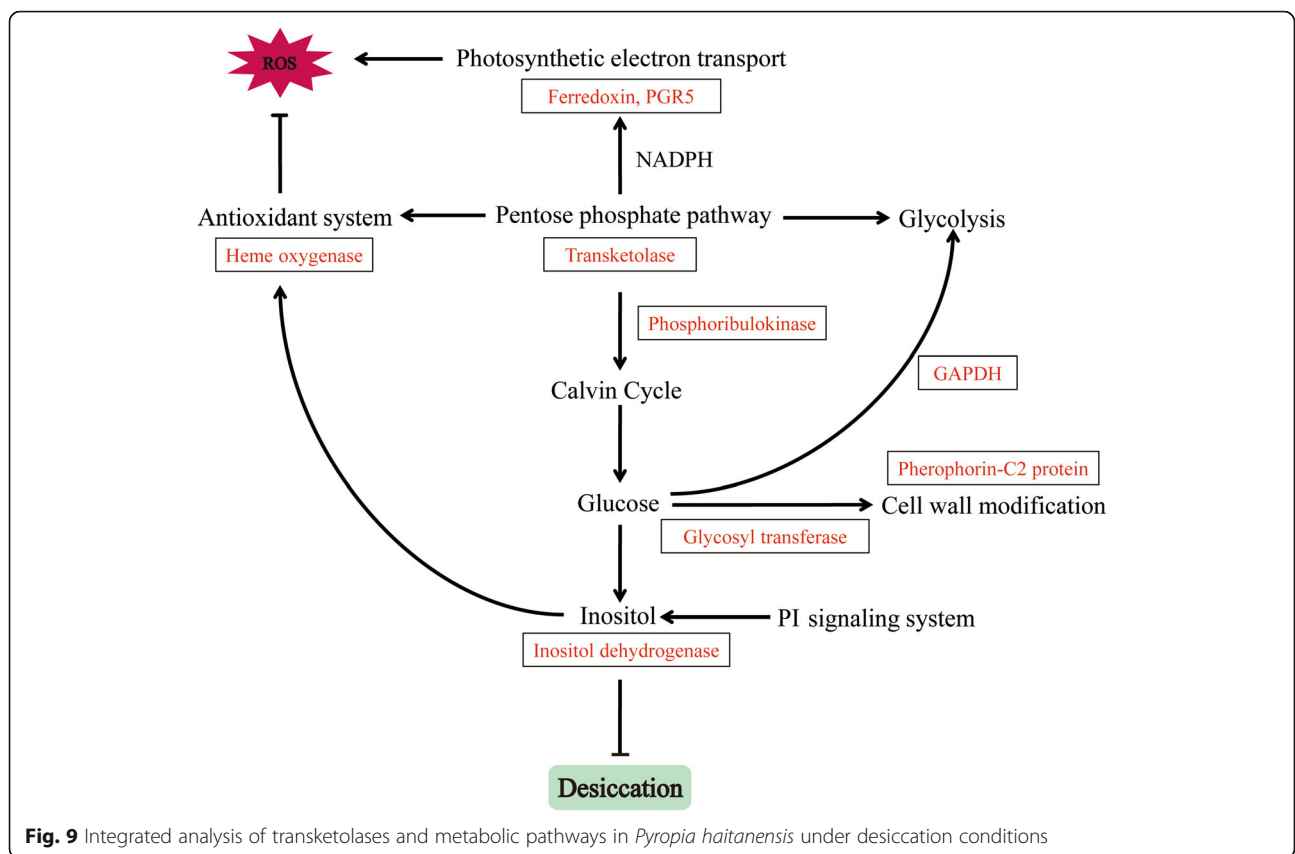 ROS
Photosynthetic electron transport
Ferredoxin, PGR5
NADPH
Antioxidant system
Pentose phosphate pathway
Glycolysis
Heme oxygenase
Transketolase
Phosphoribulokinase
GAPDH
Calvin Cycle
Pherophorin-C2 protein
Glucose
Cell wall modification
Glycosyl transferase
Inositol
PI signaling system
Inositol dehydrogenase
Desiccation
Fig. 9 Integrated analysis of transketolases and metabolic pathways in Pyropia haitanensis under desiccation conditions